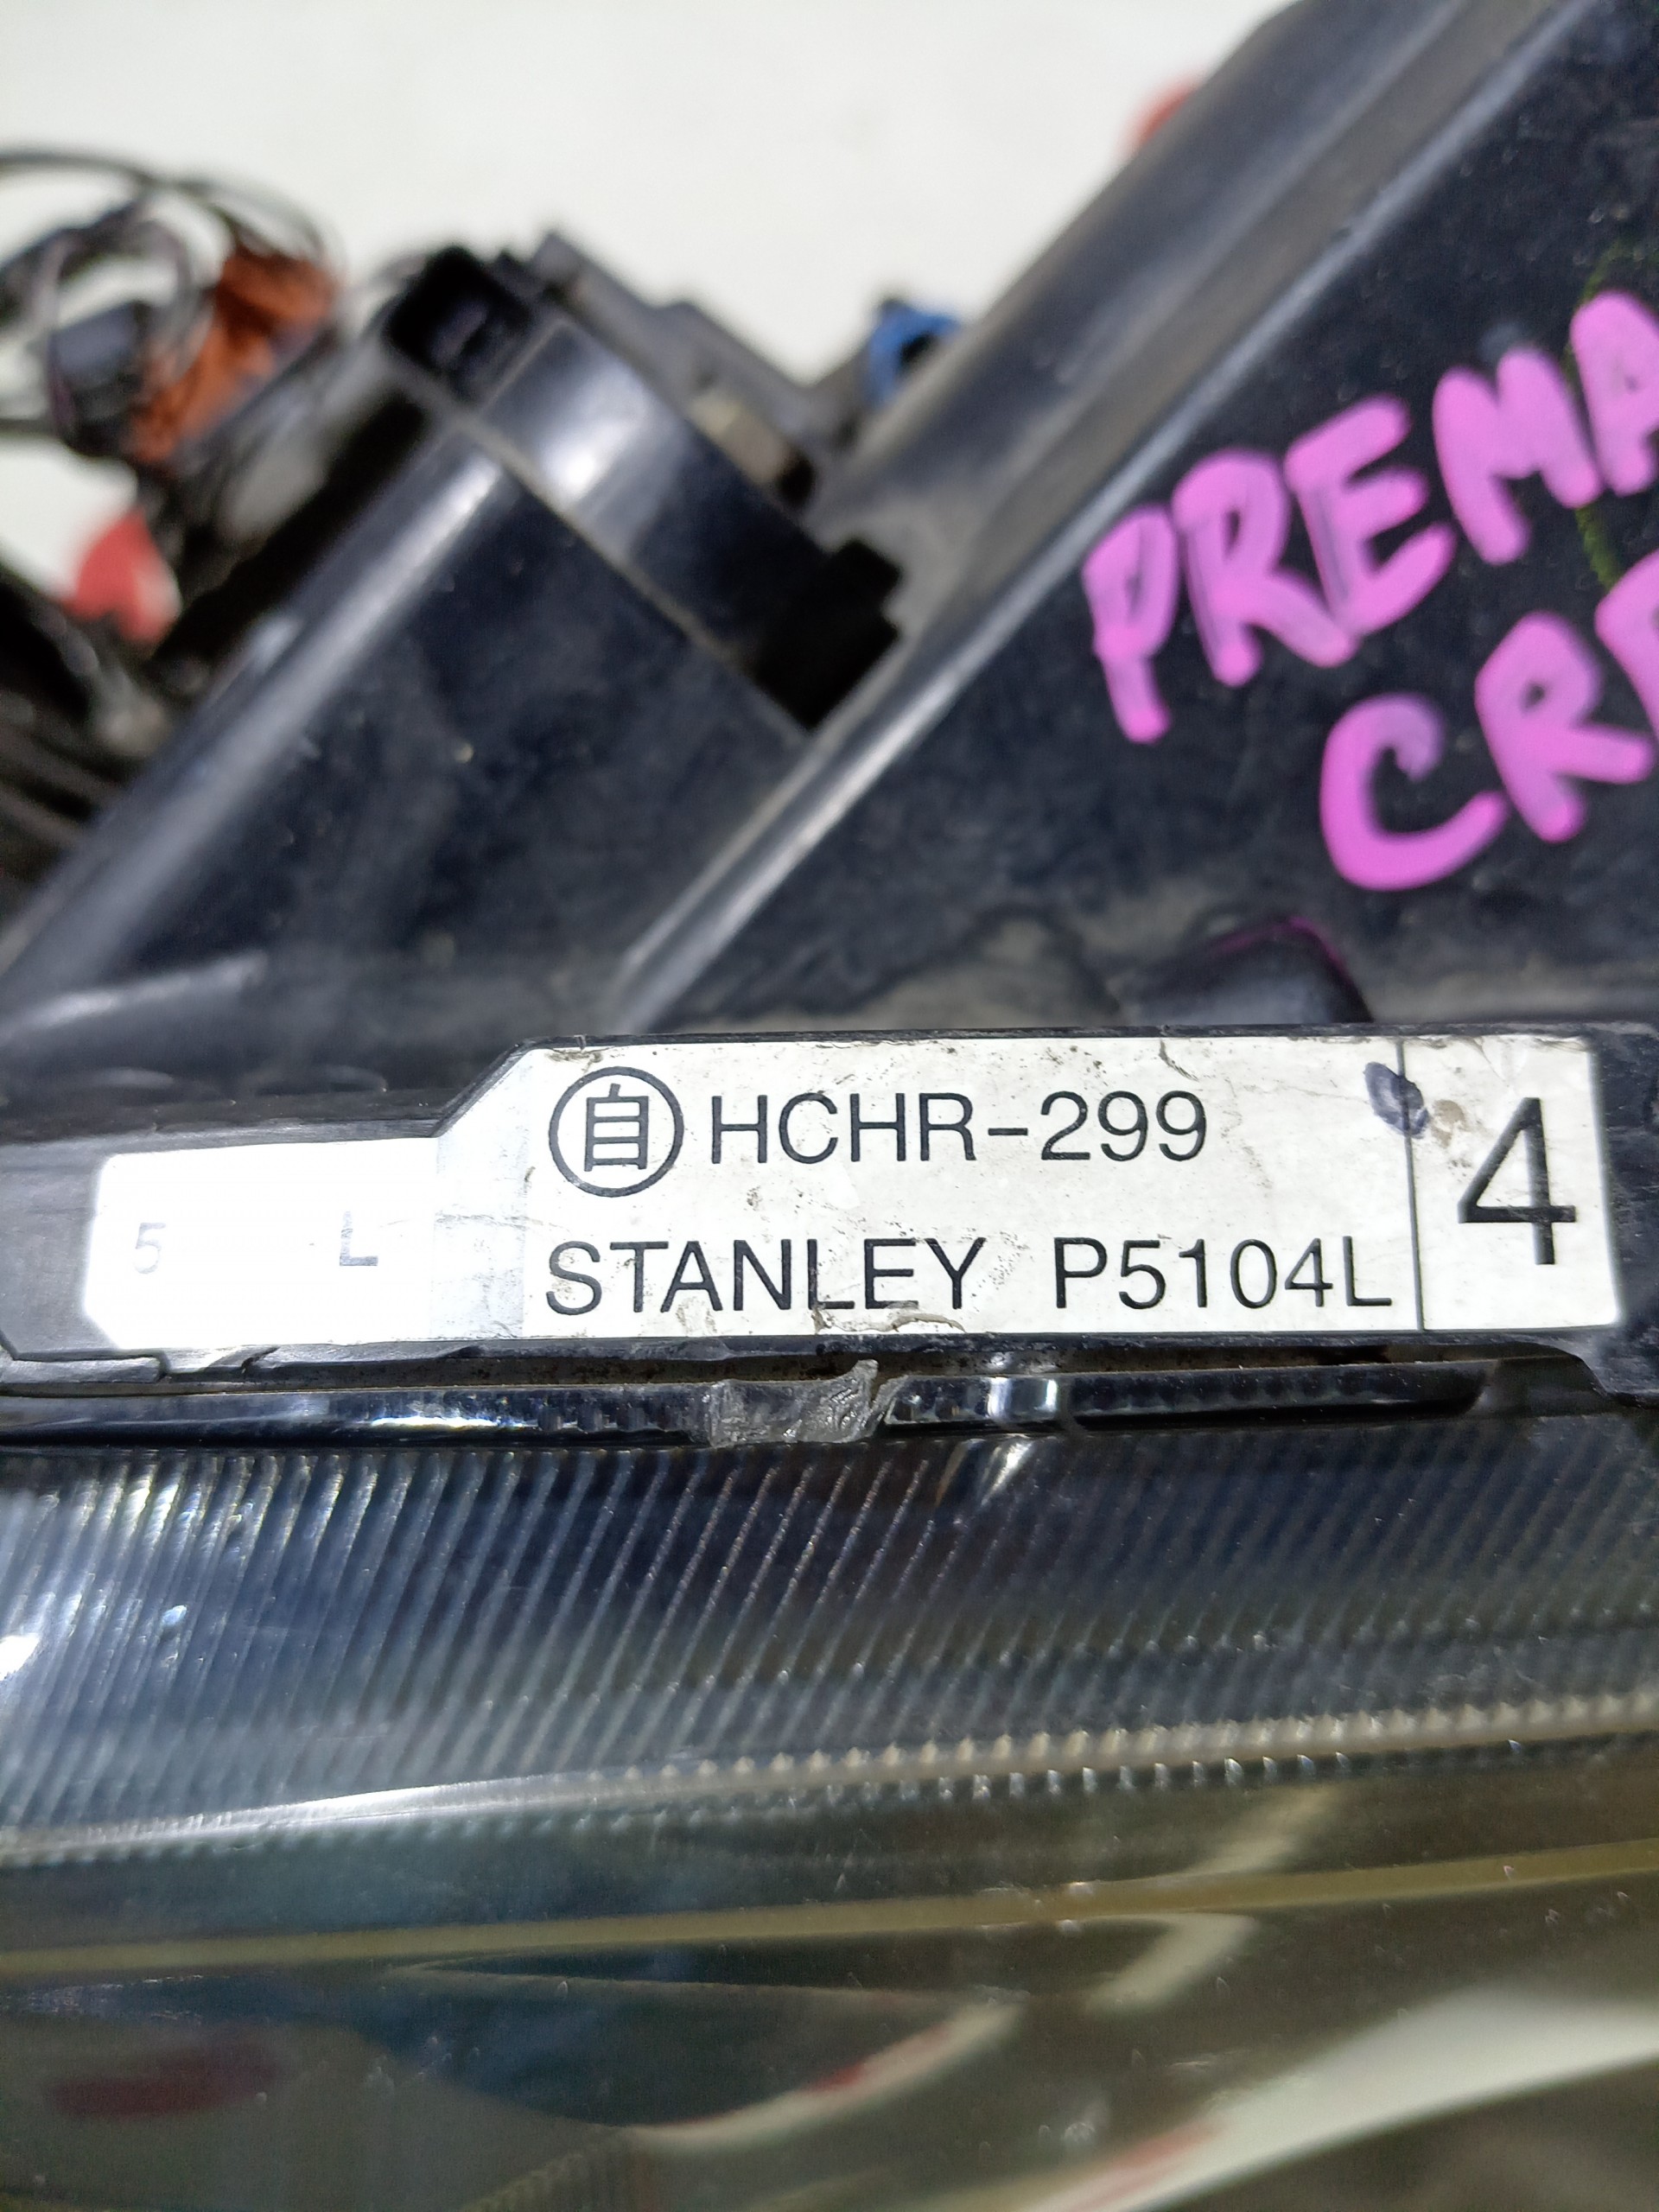 PREMA
CR
自 HCHR-299
4
5 L
STANLEY P5104L